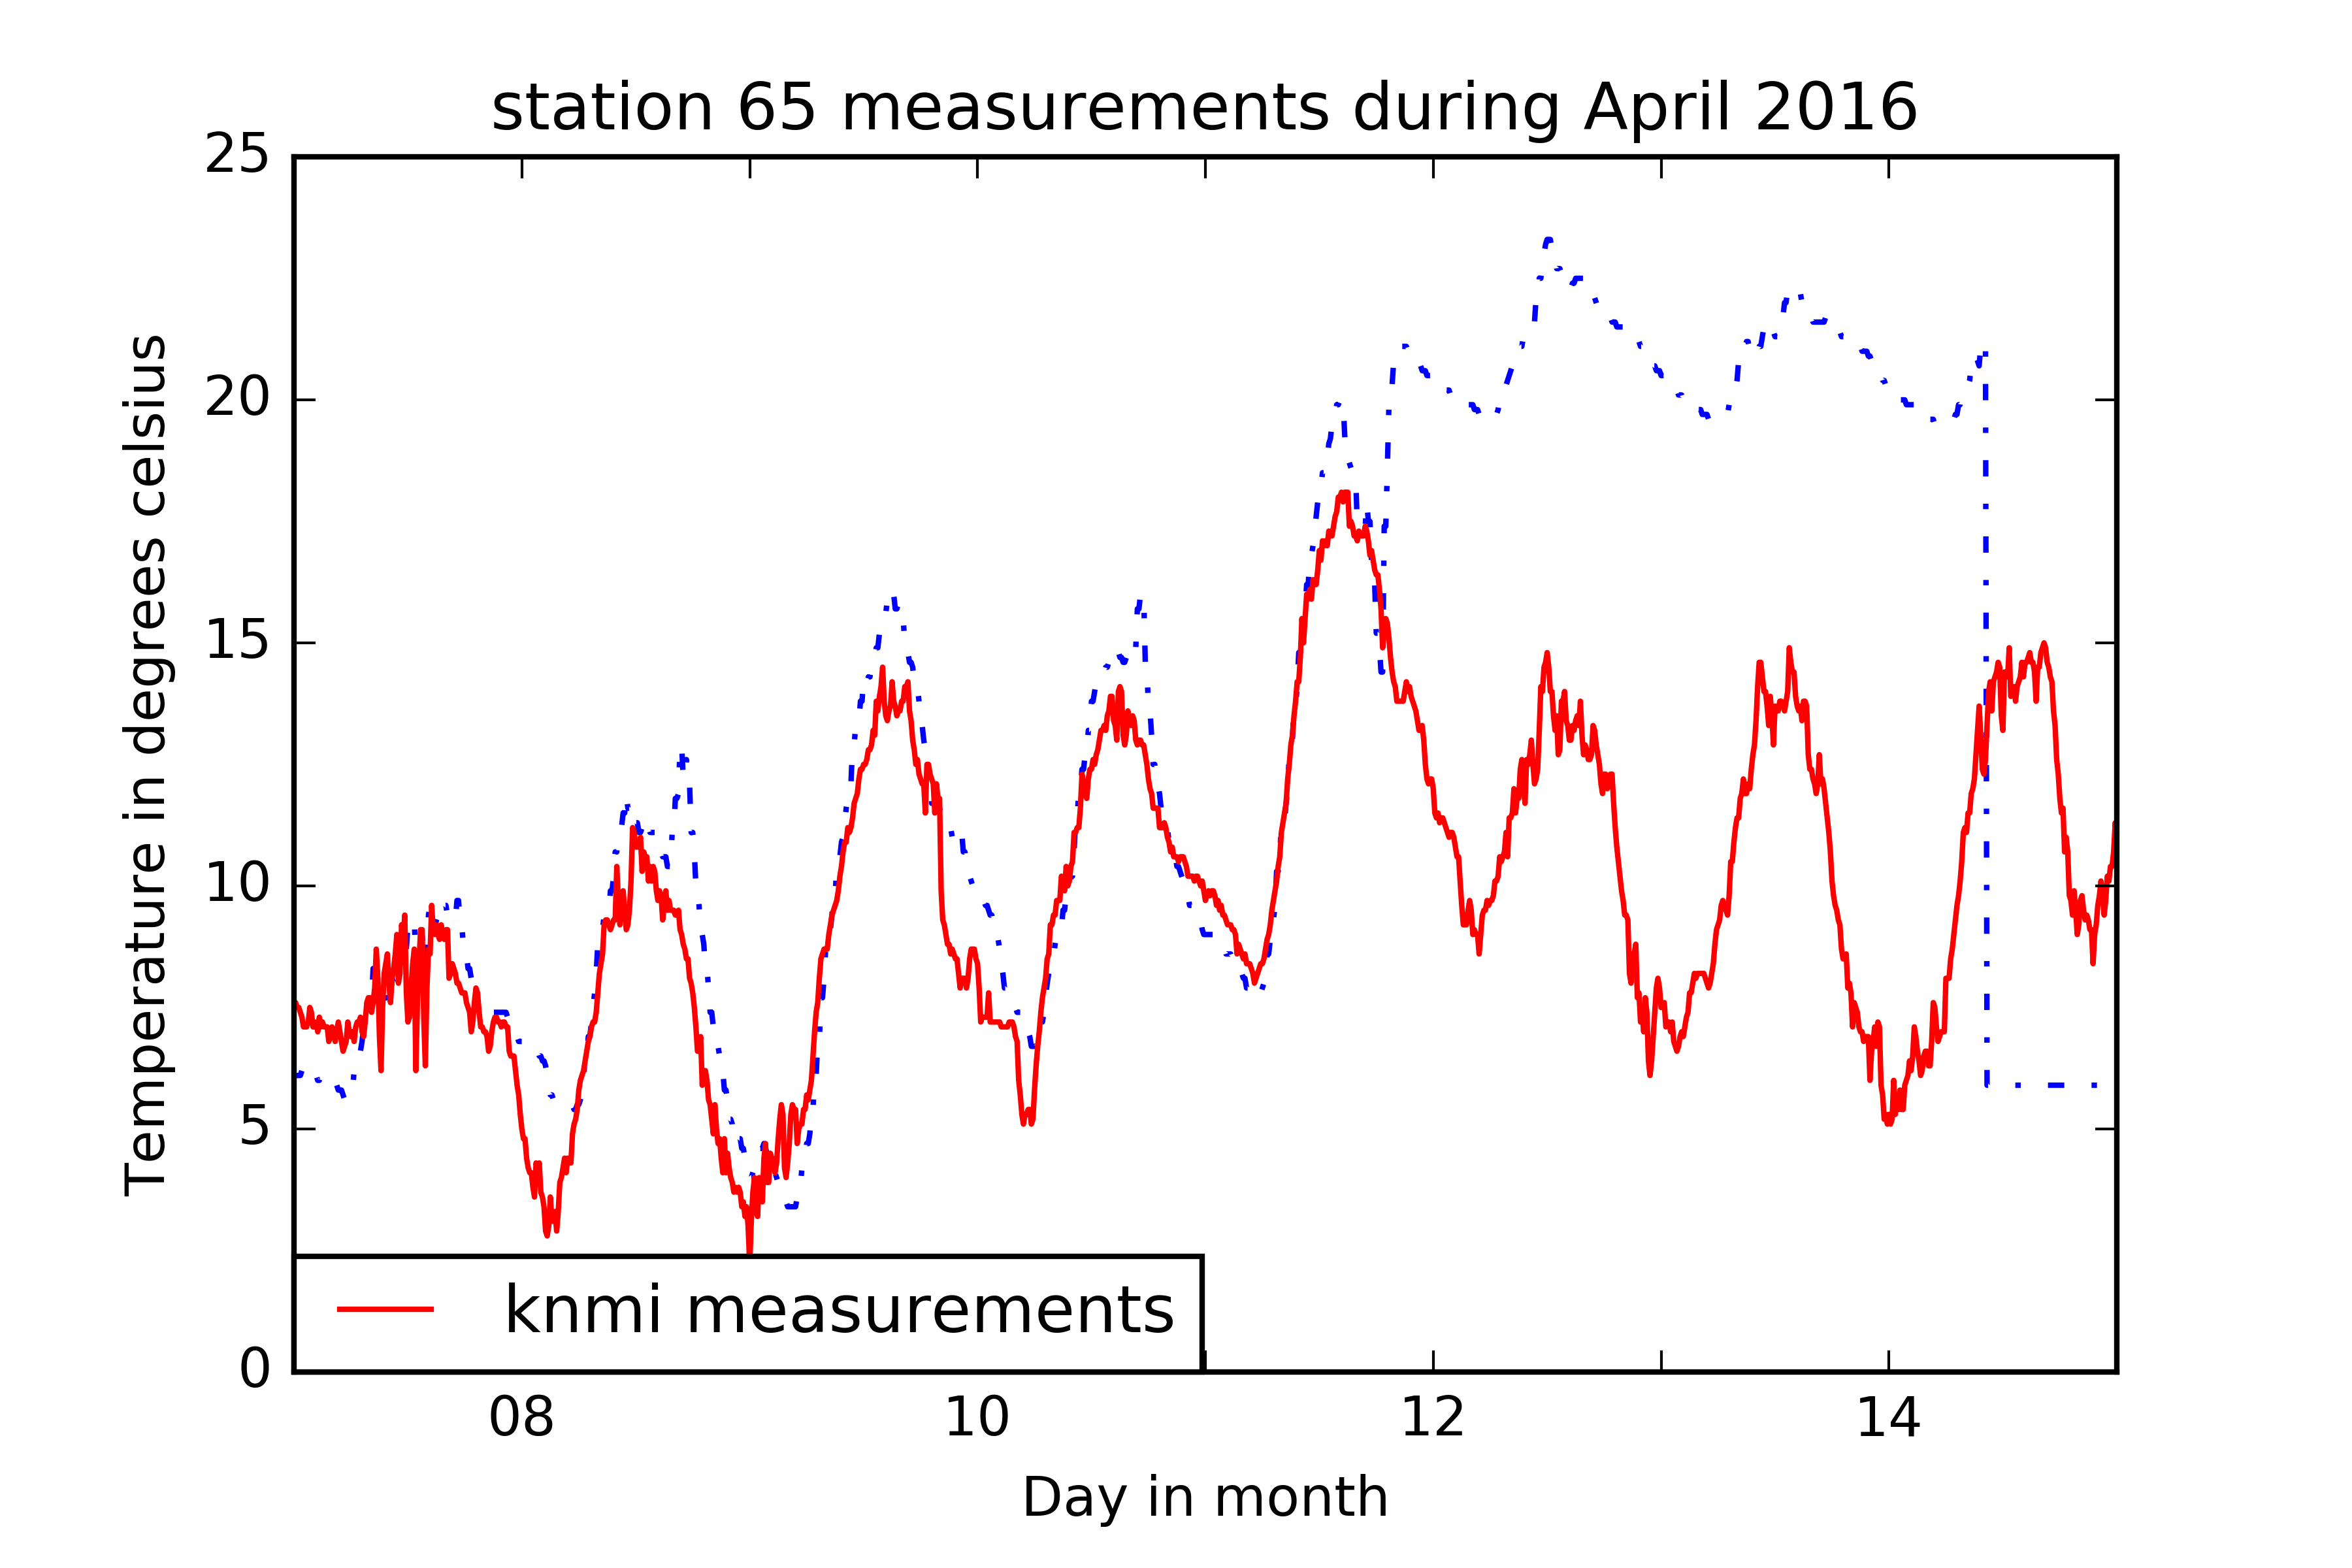 station 65 measurements during April 2016
25
20
15
10
5
0
Temperature in degrees celsius
knmi measurements
08 10 12 14
Day in month